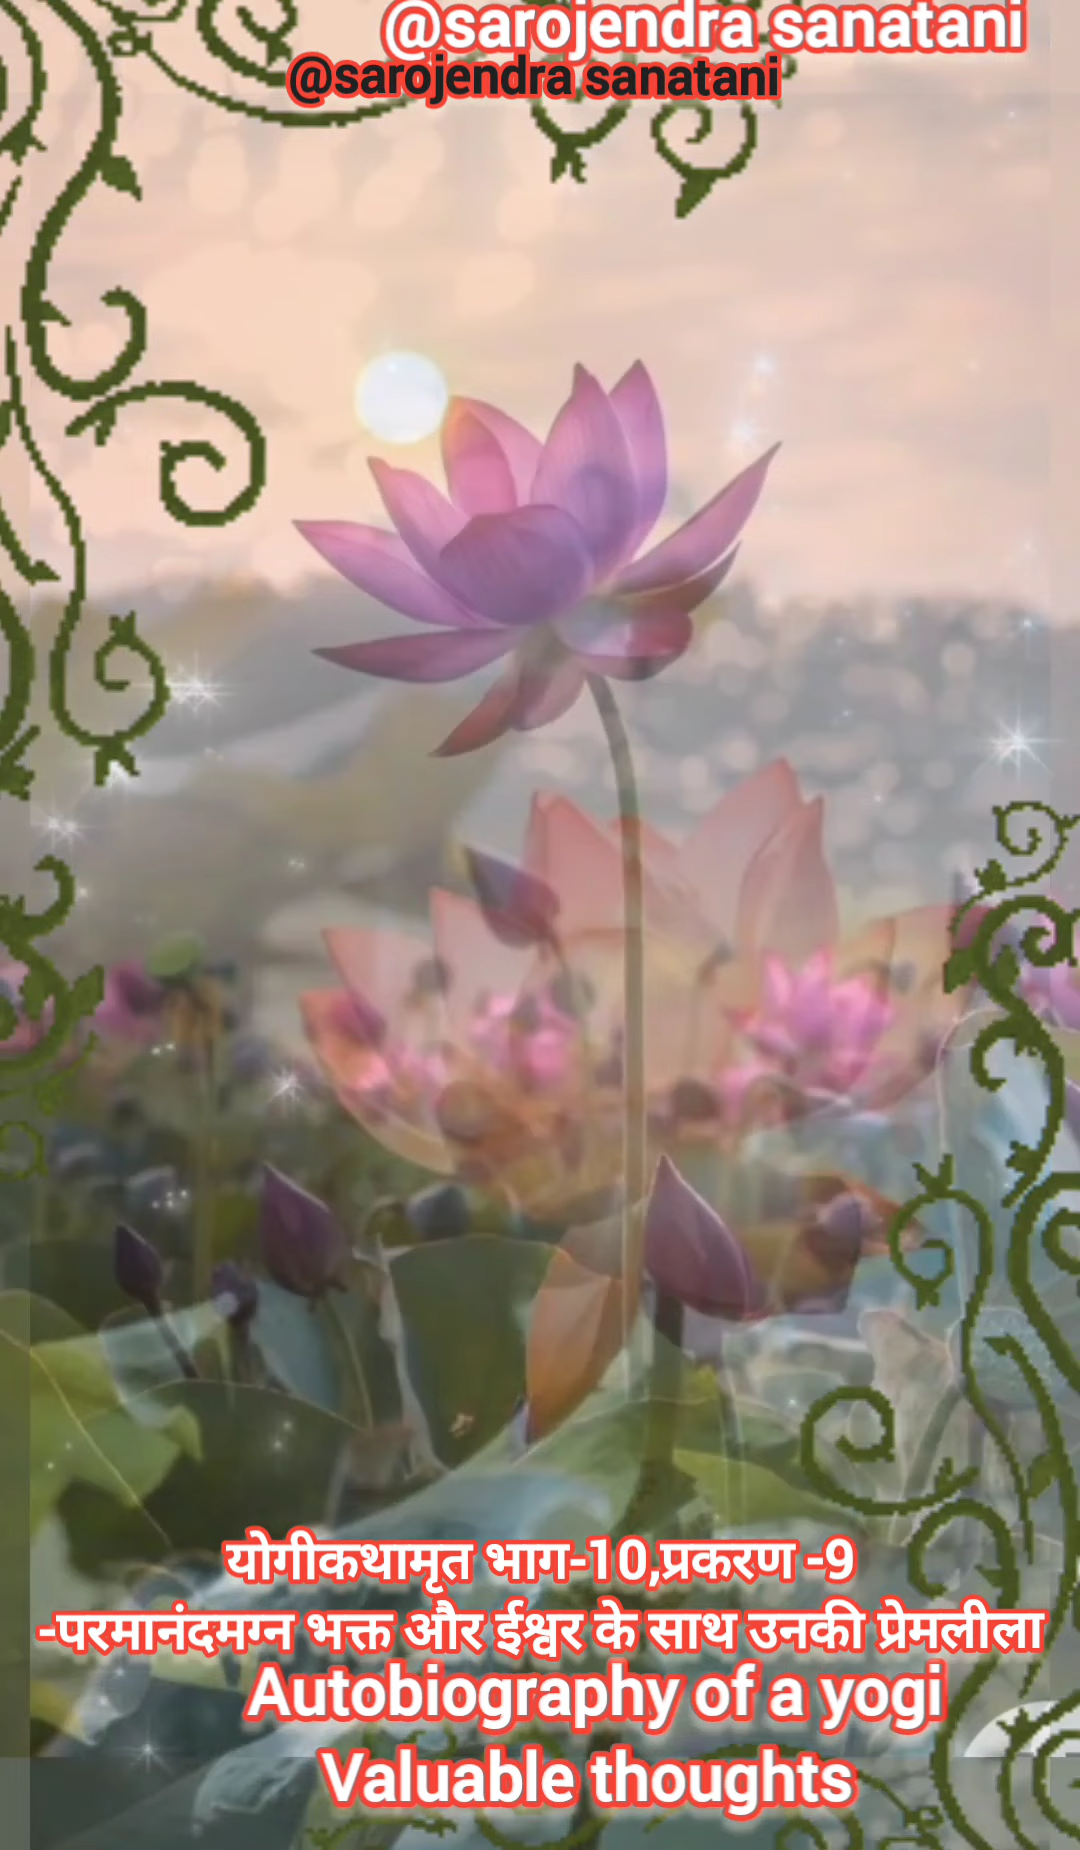 @sarojendra sanatani
@sarojendra sanatani
योगीकथामृत भाग-10,प्रकरण -9
-परमानंदमग्न भक्त और ईश्वर के साथ उनकी प्रेमलीला
Autobiography of a yogi
Valuable thoughts